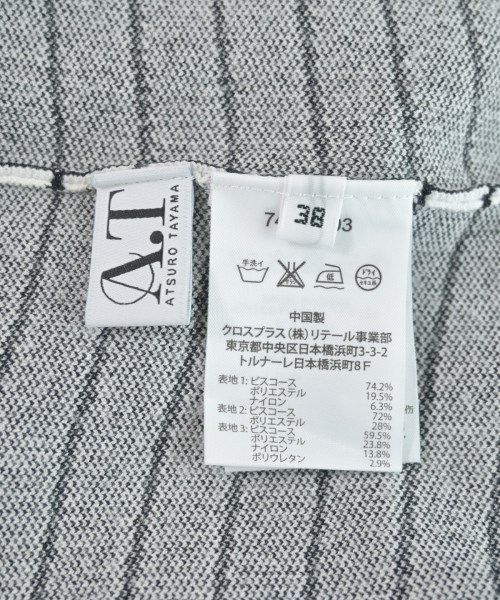 A.T
ATSURO TAYAMA
38
手洗イ
低
ドライ
中国製
クロスプラス(株)リテール事業部
東京都中央区日本橋浜町3-3-2
トルナーレ日本橋浜町8F
表地1:ビスコース 74.2%
ポリエステル 19.5%
ナイロン 6.3%
表地2:ビスコース 72%
ポリエステル 28%
表地3:ビスコース 59.5%
ポリエステル 23.8%
ナイロン 13.8%
ポリウレタン 2.9%